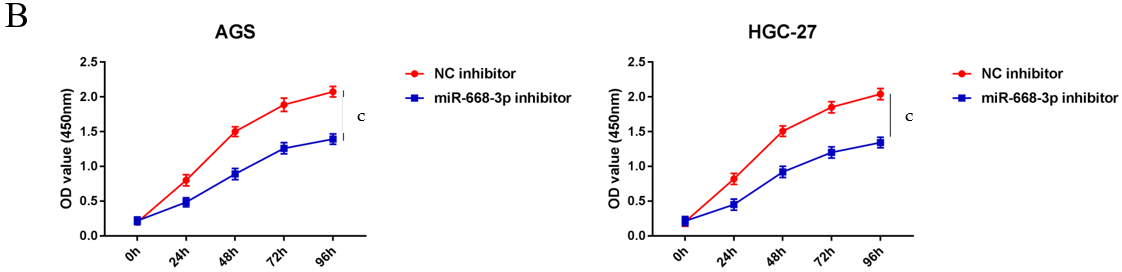 B
AGS
OD value (450nm)
2.5
2.0
1.5
1.0
0.5
0.0
0h
24h
48h
72h
96h
NC inhibitor
miR-668-3p inhibitor
c
HGC-27
OD value (450nm)
2.5
2.0
1.5
1.0
0.5
0.0
0h
24h
48h
72h
96h
NC inhibitor
miR-668-3p inhibitor
c